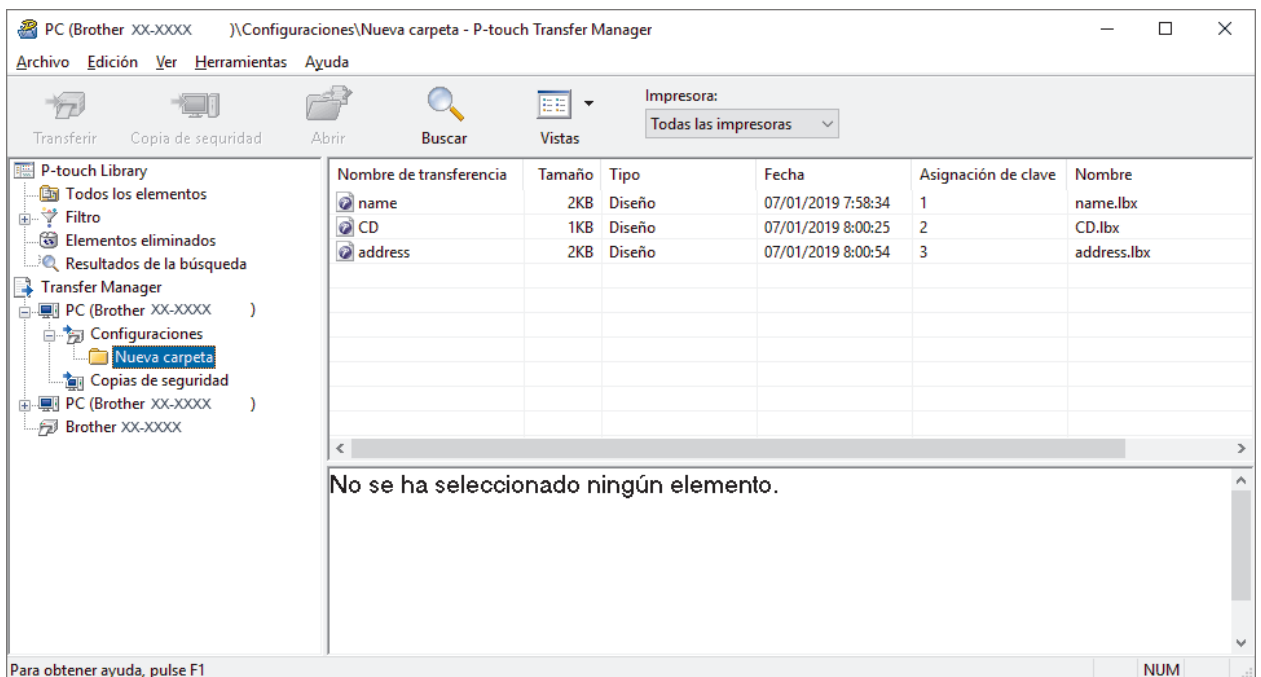 PC (Brother XX-XXXX )\Configuraciones\Nueva carpeta - P-touch Transfer Manager
Archivo Edición Ver Herramientas Ayuda
Transferir Copia de seguridad Abrir Buscar Vistas
Impresora:
Todas las impresoras
P-touch Library
Todos los elementos
Filtro
Elementos eliminados
Resultados de la búsqueda
Transfer Manager
PC (Brother XX-XXXX )
Configuraciones
Nueva carpeta
Copias de seguridad
PC (Brother XX-XXXX )
Brother XX-XXXX
Nombre de transferencia Tamaño Tipo Fecha Asignación de clave Nombre
name 2KB Diseño 07/01/2019 7:58:34 1 name.lbx
CD 1KB Diseño 07/01/2019 8:00:25 2 CD.lbx
address 2KB Diseño 07/01/2019 8:00:54 3 address.lbx
No se ha seleccionado ningún elemento.
Para obtener ayuda, pulse F1 NUM